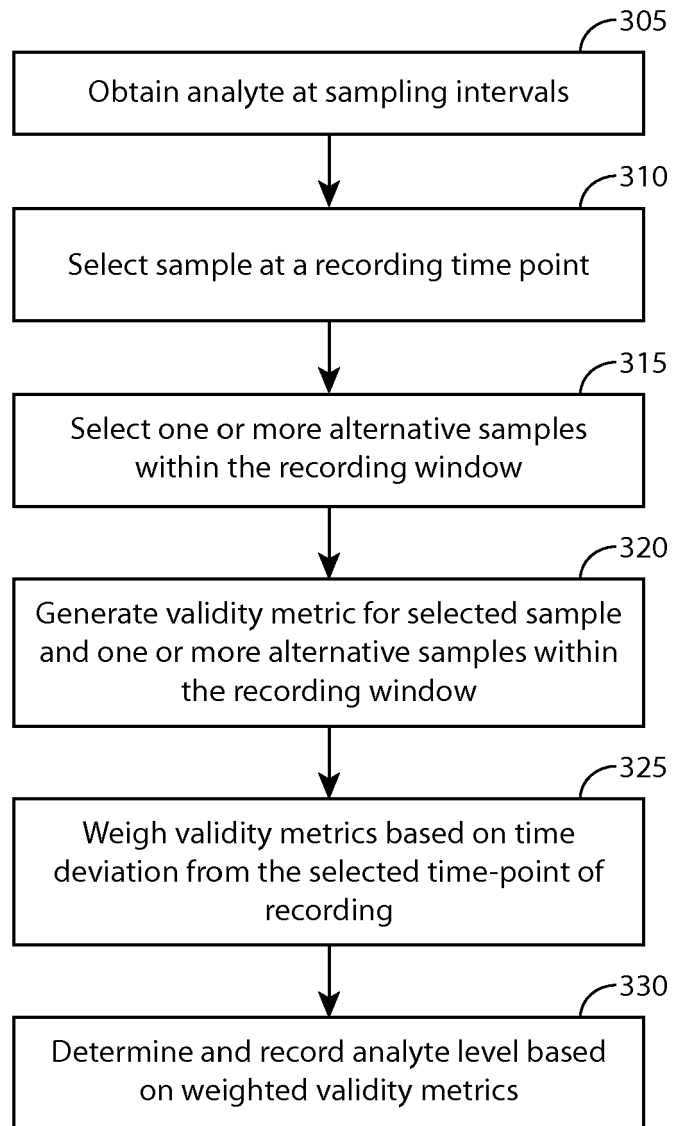 305
Obtain analyte at sampling intervals
310
Select sample at a recording time point
315
Select one or more alternative samples
within the recording window
320
Generate validity metric for selected sample
and one or more alternative samples within
the recording window
325
Weigh validity metrics based on time
deviation from the selected time-point of
recording
330
Determine and record analyte level based
on weighted validity metrics